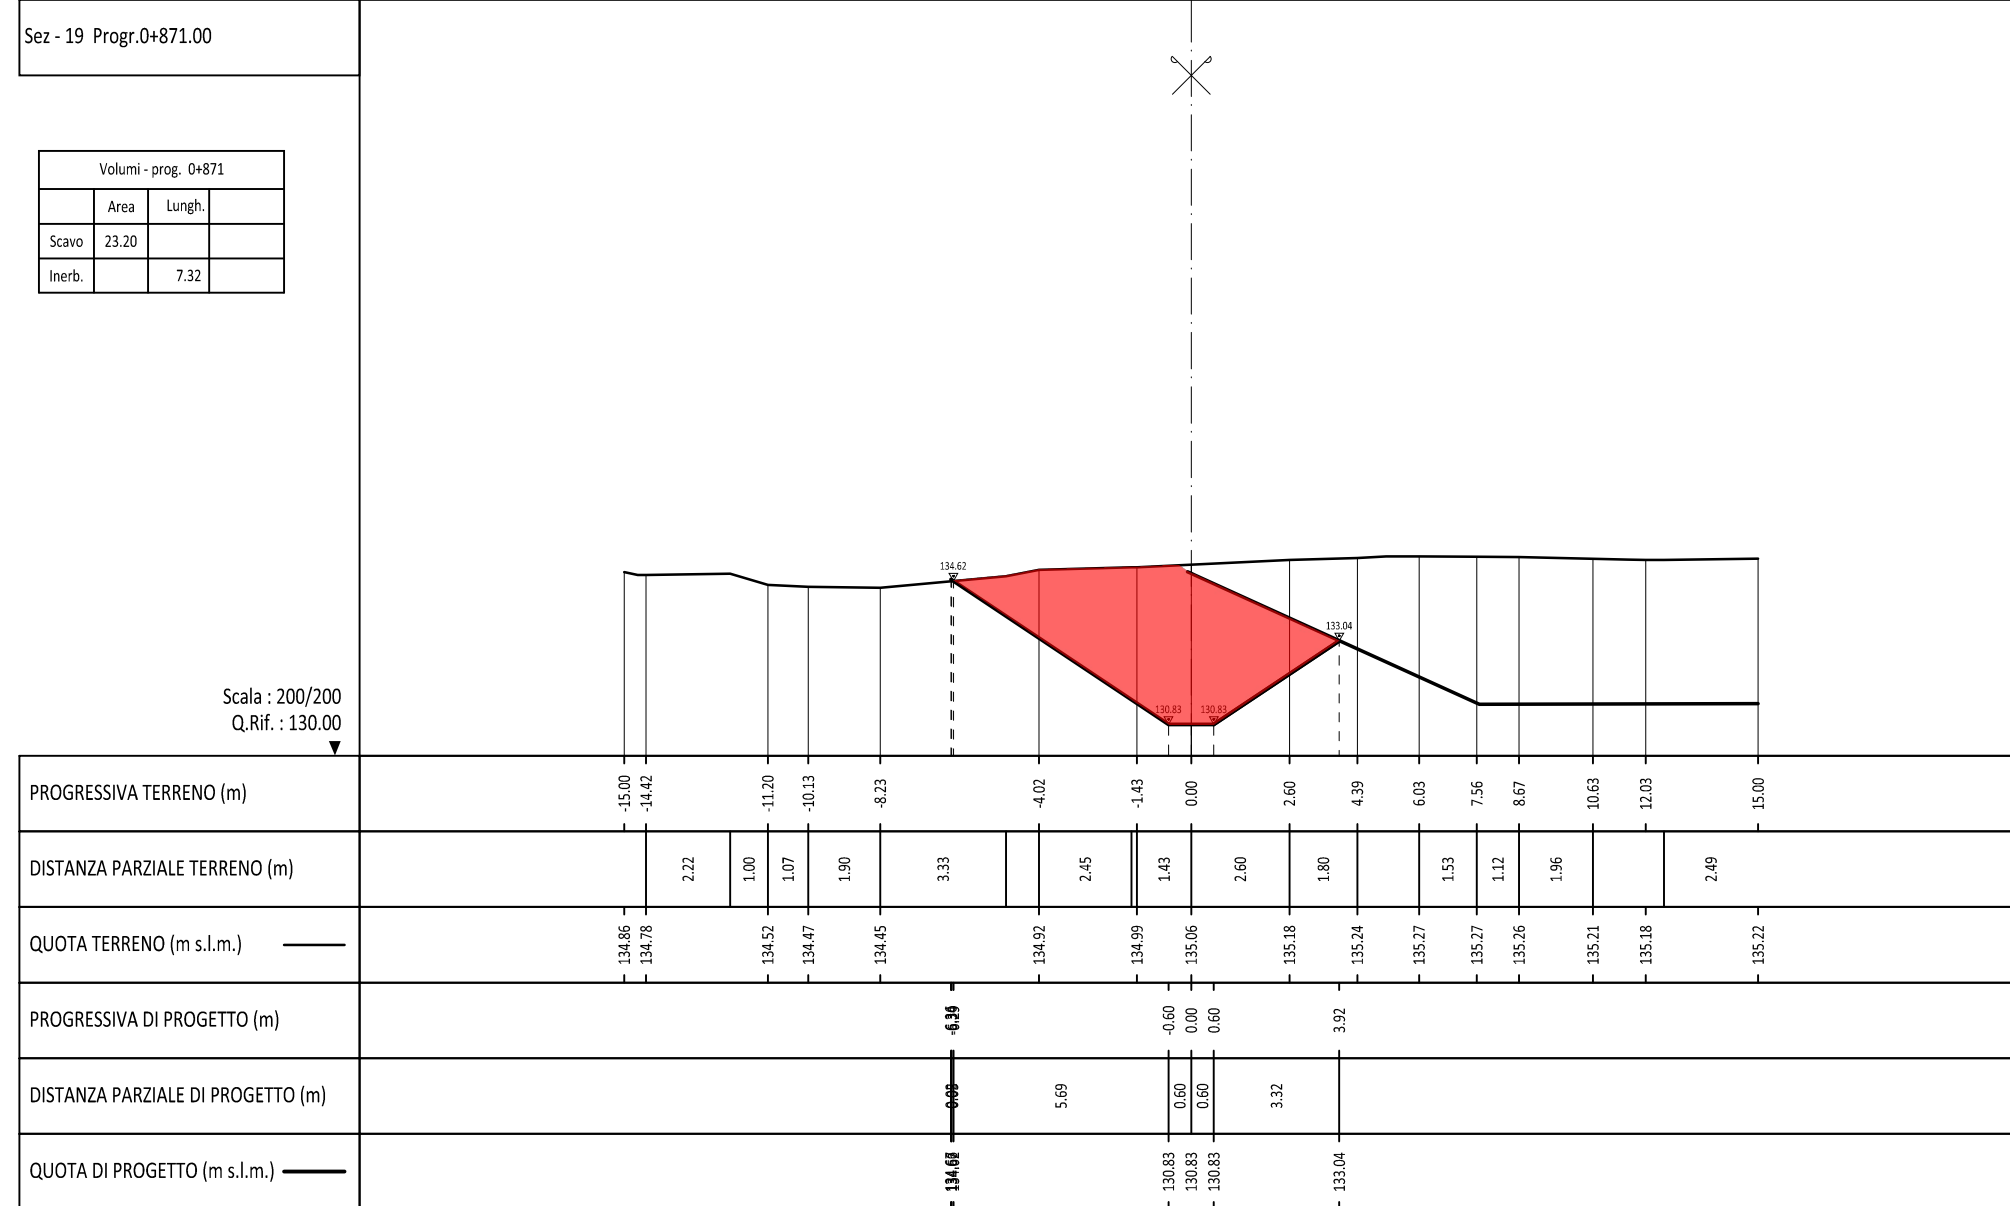 Sez - 19 Progr.0+871.00
Volumi - prog. 0+871
Area Lungh.
Scavo 23.20
Inerb. 7.32
134.62
133.04
130.83 130.83
Scala : 200/200
Q.Rif. : 130.00
PROGRESSIVA TERRENO (m) -15.00 -14.42 -11.20 -10.13 -8.23 -4.02 -1.43 0.00 2.60 4.39 6.03 7.56 8.67 10.63 12.03 15.00
DISTANZA PARZIALE TERRENO (m) 2.22 1.00 1.07 1.90 3.33 2.45 1.43 2.60 1.80 1.53 1.12 1.96 2.49
QUOTA TERRENO (m s.l.m.) 134.86 134.78 134.52 134.47 134.45 134.92 134.99 135.06 135.18 135.24 135.27 135.27 135.26 135.21 135.18 135.22
PROGRESSIVA DI PROGETTO (m) -0.60 0.00 0.60 3.92
DISTANZA PARZIALE DI PROGETTO (m) 5.69 0.60 0.60 3.32
QUOTA DI PROGETTO (m s.l.m.) 130.83 130.83 130.83 133.04